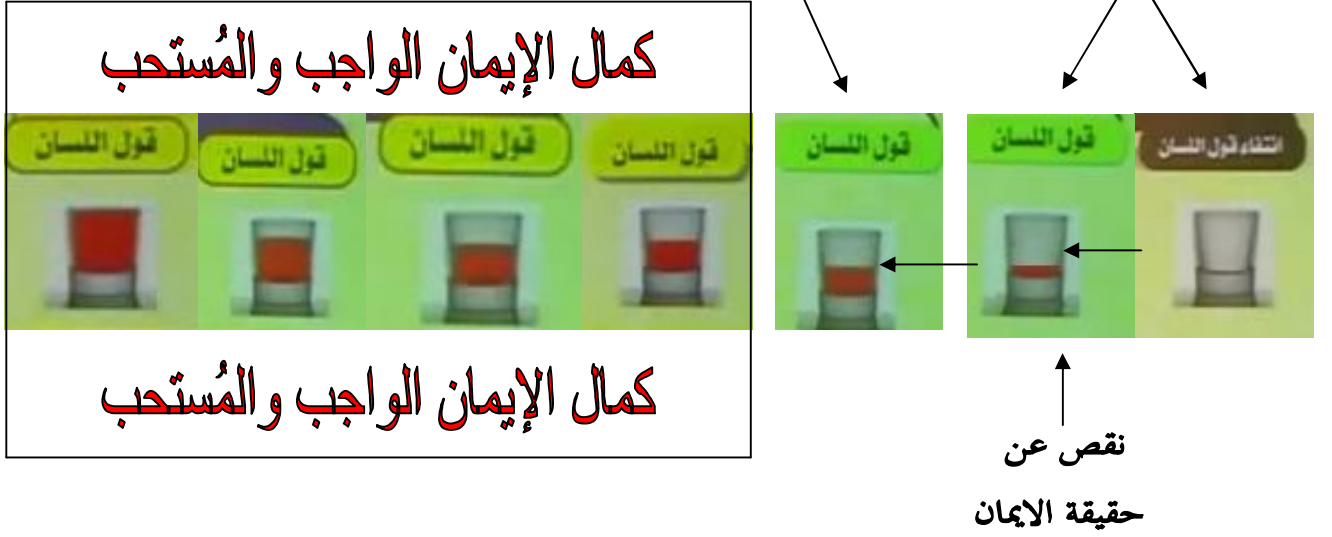 كمال الإيمان الواجب والمُستحب
انتفاء قول اللسان
قول اللسان
قول اللسان
قول اللسان
قول اللسان
قول اللسان
قول اللسان
كمال الإيمان الواجب والمُستحب
نقص عن
حقيقة الايمان